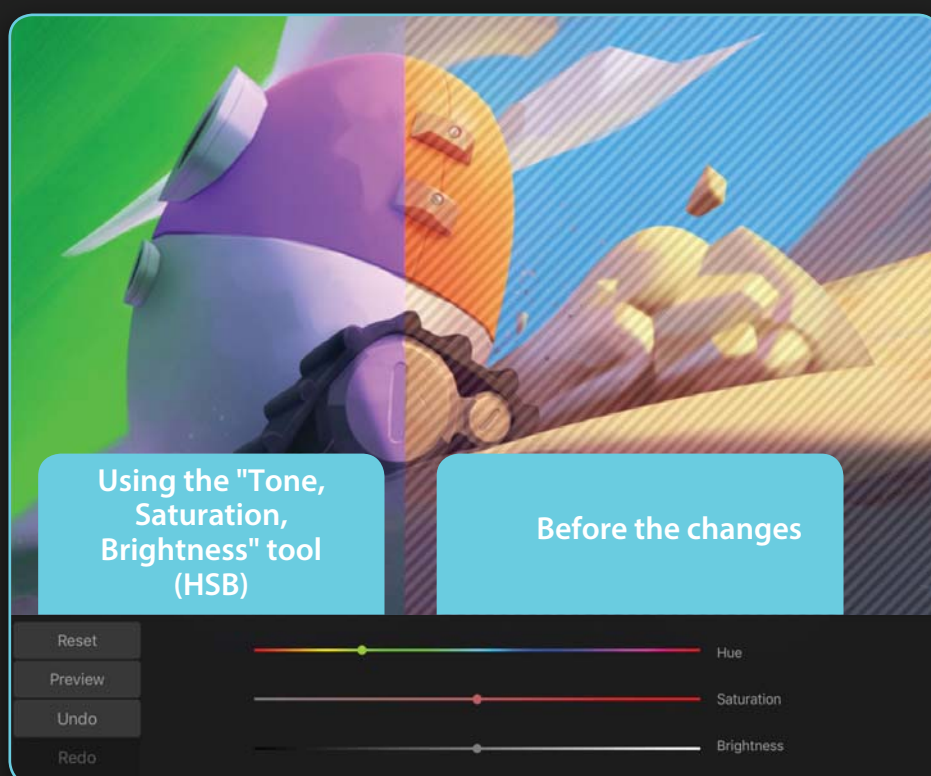 Using the "Tone,
Saturation,
Brightness" tool
(HSB)
Before the changes
Reset
Preview
Undo
Redo
Hue
Saturation
Brightness